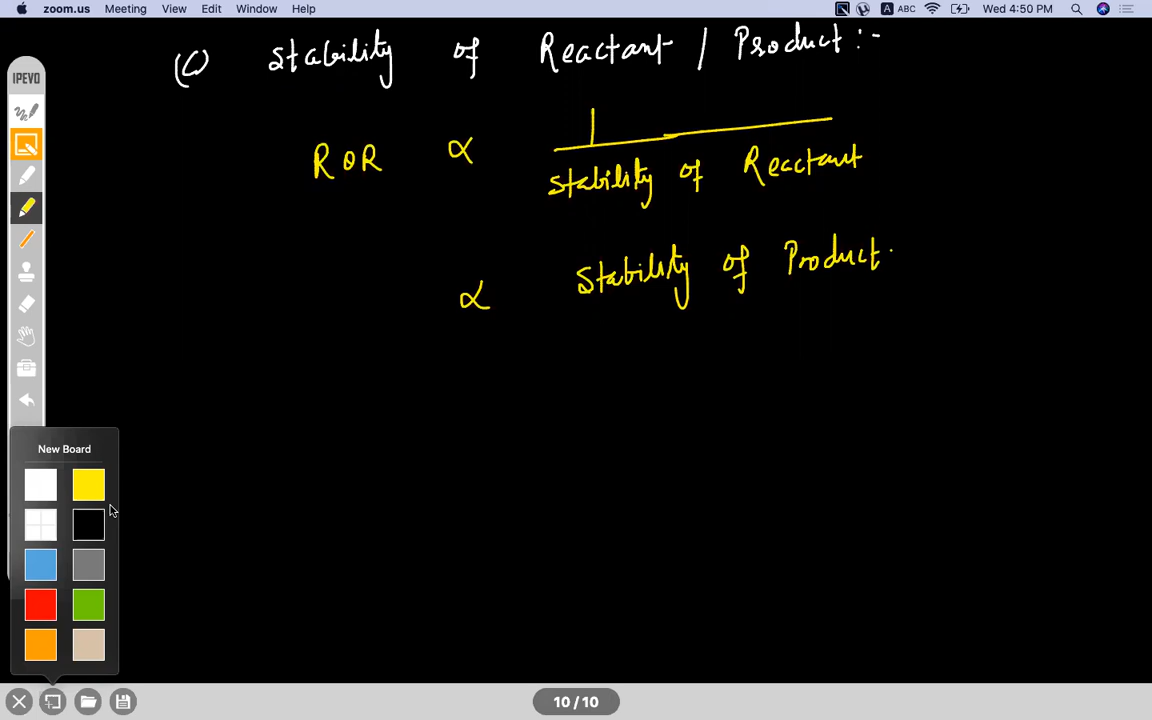 zoom.us Meeting View Edit Window Help A ABC Wed 4:50 PM
(C) Stability of Reactant / Product :-
IPEVO
ROR ∝ 1
Stability of Reactant
∝ Stability of Product.
New Board
10 / 10